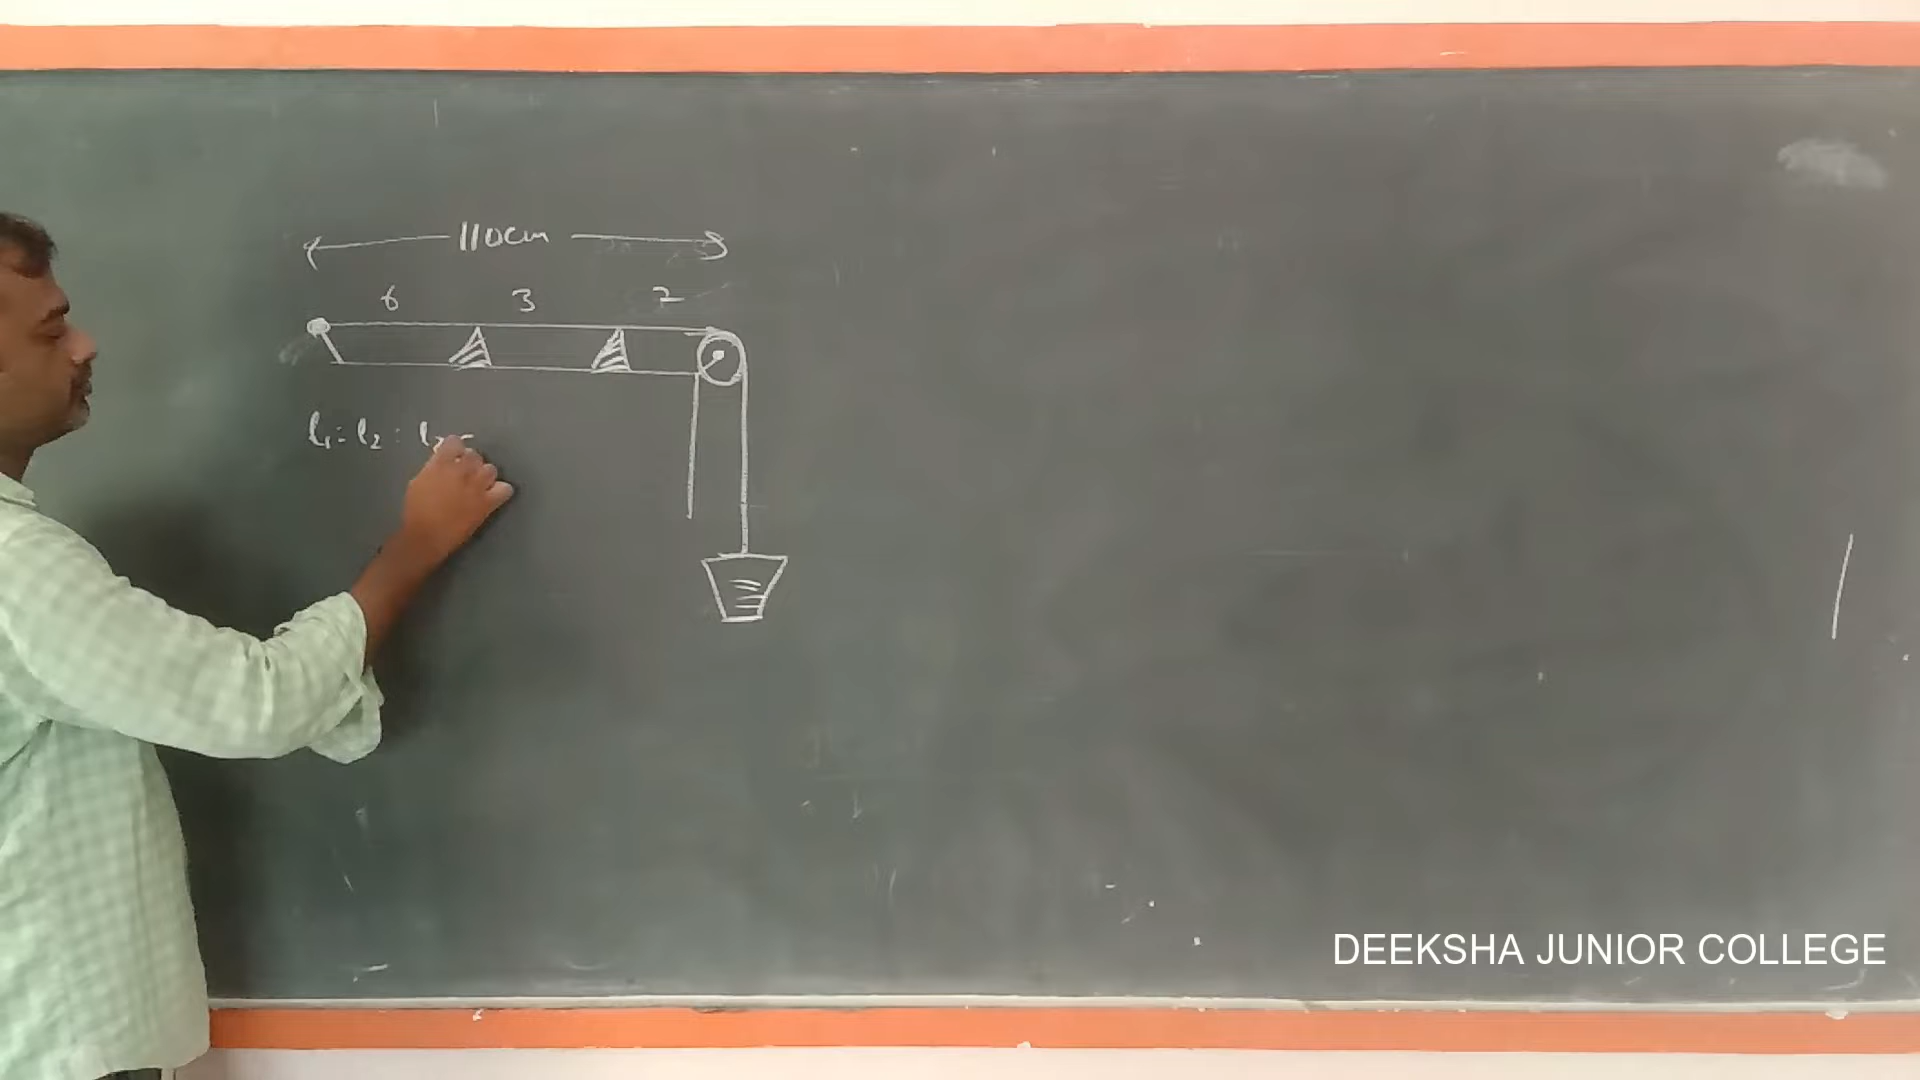 110cm
6 3 2
l₁ : l₂ : l₃ =
DEEKSHA JUNIOR COLLEGE